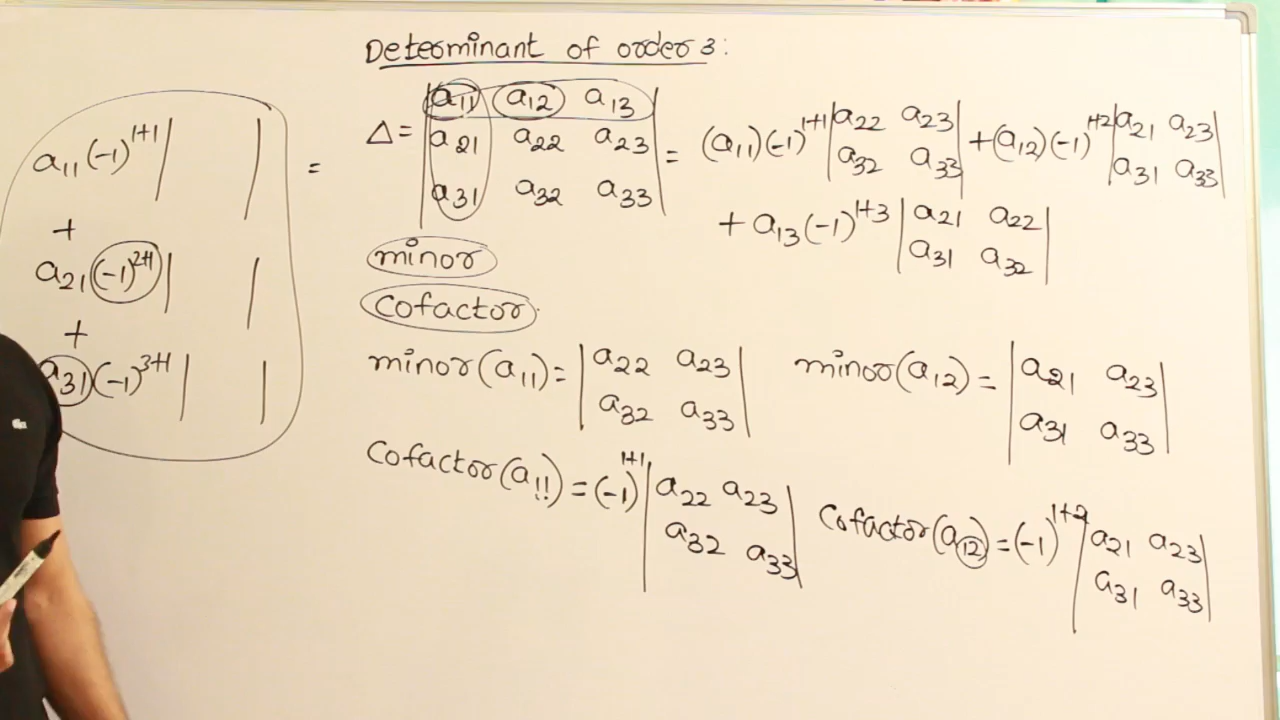 Determinant of order 3:
Δ = | a11 a12 a13 |
| a21 a22 a23 |
| a31 a32 a33 |
= (a11)(-1)^1+1 | a22 a23 |
| a32 a33 |
+ (a12)(-1)^1+2 | a21 a23 |
| a31 a33 |
+ a13(-1)^1+3 | a21 a22 |
| a31 a32 |
a11(-1)^1+1 | | =
+
a21(-1)^2+1 | |
+
a31(-1)^3+1 | |
minor
Cofactor
minor(a11) = | a22 a23 |
| a32 a33 |
minor(a12) = | a21 a23 |
| a31 a33 |
Cofactor(a11) = (-1)^1+1 | a22 a23 |
| a32 a33 |
Cofactor(a12) = (-1)^1+2 | a21 a23 |
| a31 a33 |